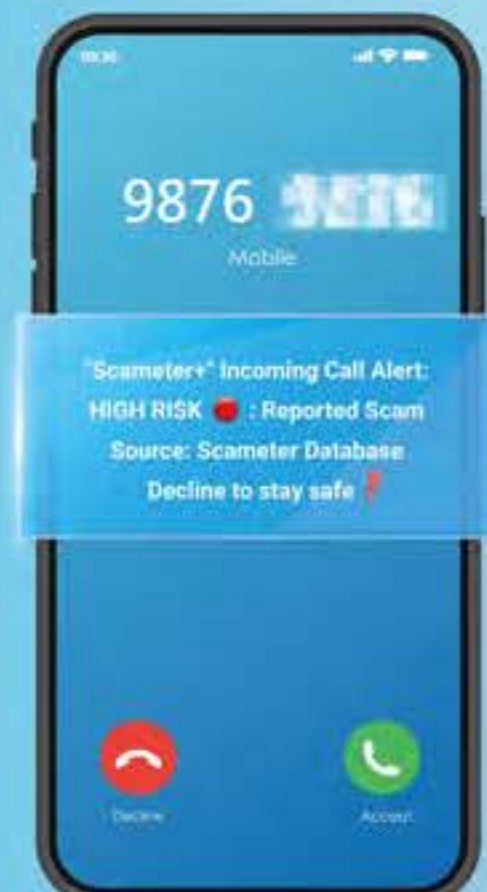 9876
Mobile
"Scameter+" Incoming Call Alert:
HIGH RISK 🔴 : Reported Scam
Source: Scameter Database
Decline to stay safe
Decline
Accept